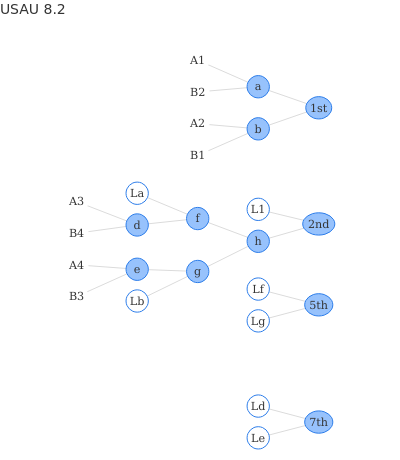 USAU 8.2
A1
a
B2
1st
A2
b
B1
La
A3
L1
f
d
2nd
B4
h
A4
e
g
B3
Lb
Lf
5th
Lg
Ld
7th
Le